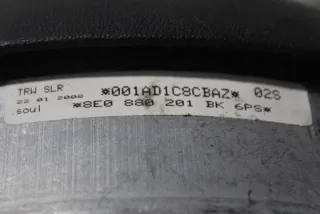 TRW SLR
22 01 2008
soul
*001AD1C8CBAZ* 02S
*8E0 880 201 BK 6PS*